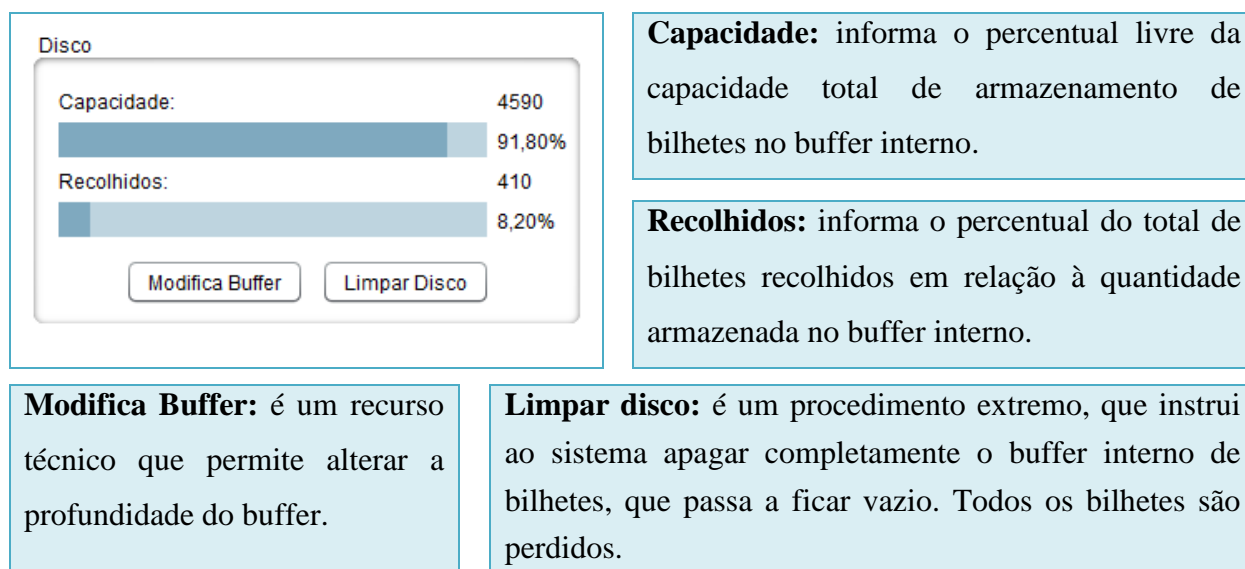 Disco
Capacidade: 4590
91,80%
Recolhidos: 410
8,20%
Modifica Buffer Limpar Disco
Capacidade: informa o percentual livre da
capacidade total de armazenamento de
bilhetes no buffer interno.
Recolhidos: informa o percentual do total de
bilhetes recolhidos em relação à quantidade
armazenada no buffer interno.
Modifica Buffer: é um recurso
técnico que permite alterar a
profundidade do buffer.
Limpar disco: é um procedimento extremo, que instrui
ao sistema apagar completamente o buffer interno de
bilhetes, que passa a ficar vazio. Todos os bilhetes são
perdidos.